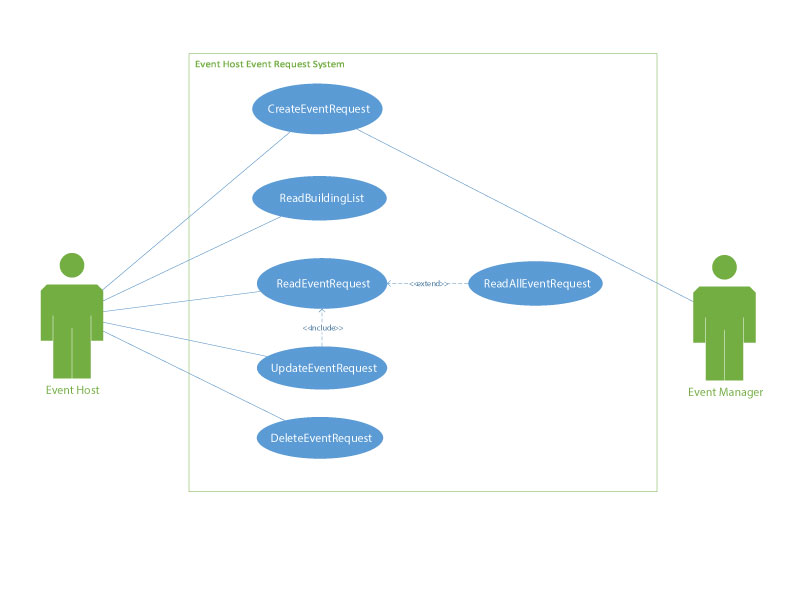 Event Host Event Request System
CreateEventRequest
ReadBuildingList
ReadEventRequest
<<extend>>
ReadAllEventRequest
<<Include>>
UpdateEventRequest
Event Host
Event Manager
DeleteEventRequest